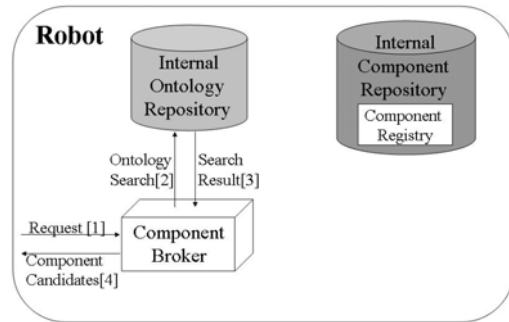 Robot
Internal
Ontology
Repository
Internal
Component
Repository
Component
Registry
Ontology
Search[2]
Search
Result[3]
Request [1]
Component
Candidates[4]
Component
Broker